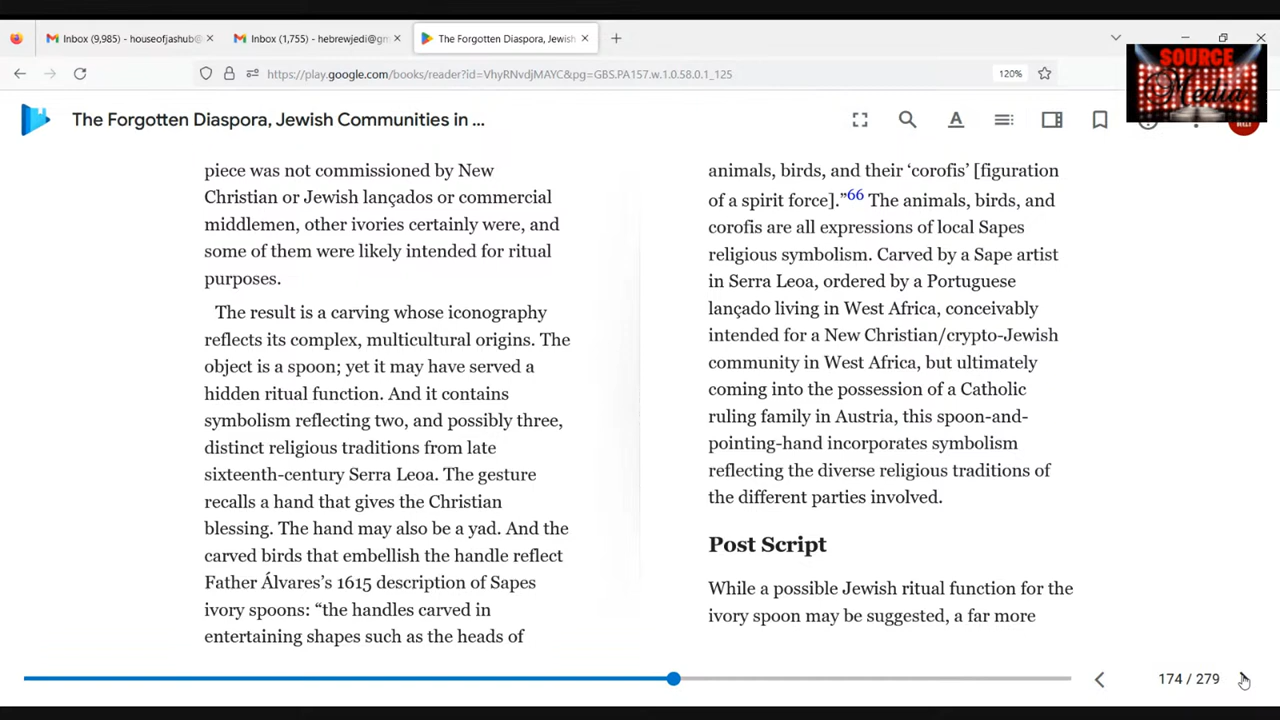 Inbox (9,985) - houseofjashub@
Inbox (1,755) - hebrewjedi@gm
The Forgotten Diaspora, Jewish
https://play.google.com/books/reader?id=VhyRNvdjMAYC&pg=GBS.PA157.w.1.0.58.0.1_125
120%
SOURCE
Media
The Forgotten Diaspora, Jewish Communities in ...
piece was not commissioned by New
Christian or Jewish lançados or commercial
middlemen, other ivories certainly were, and
some of them were likely intended for ritual
purposes.
The result is a carving whose iconography
reflects its complex, multicultural origins. The
object is a spoon; yet it may have served a
hidden ritual function. And it contains
symbolism reflecting two, and possibly three,
distinct religious traditions from late
sixteenth-century Serra Leoa. The gesture
recalls a hand that gives the Christian
blessing. The hand may also be a yad. And the
carved birds that embellish the handle reflect
Father Álvares’s 1615 description of Sapes
ivory spoons: “the handles carved in
entertaining shapes such as the heads of
animals, birds, and their ‘corofis’ [figuration
of a spirit force].”66 The animals, birds, and
corofis are all expressions of local Sapes
religious symbolism. Carved by a Sape artist
in Serra Leoa, ordered by a Portuguese
lançado living in West Africa, conceivably
intended for a New Christian/crypto-Jewish
community in West Africa, but ultimately
coming into the possession of a Catholic
ruling family in Austria, this spoon-and-
pointing-hand incorporates symbolism
reflecting the diverse religious traditions of
the different parties involved.
Post Script
While a possible Jewish ritual function for the
ivory spoon may be suggested, a far more
174 / 279